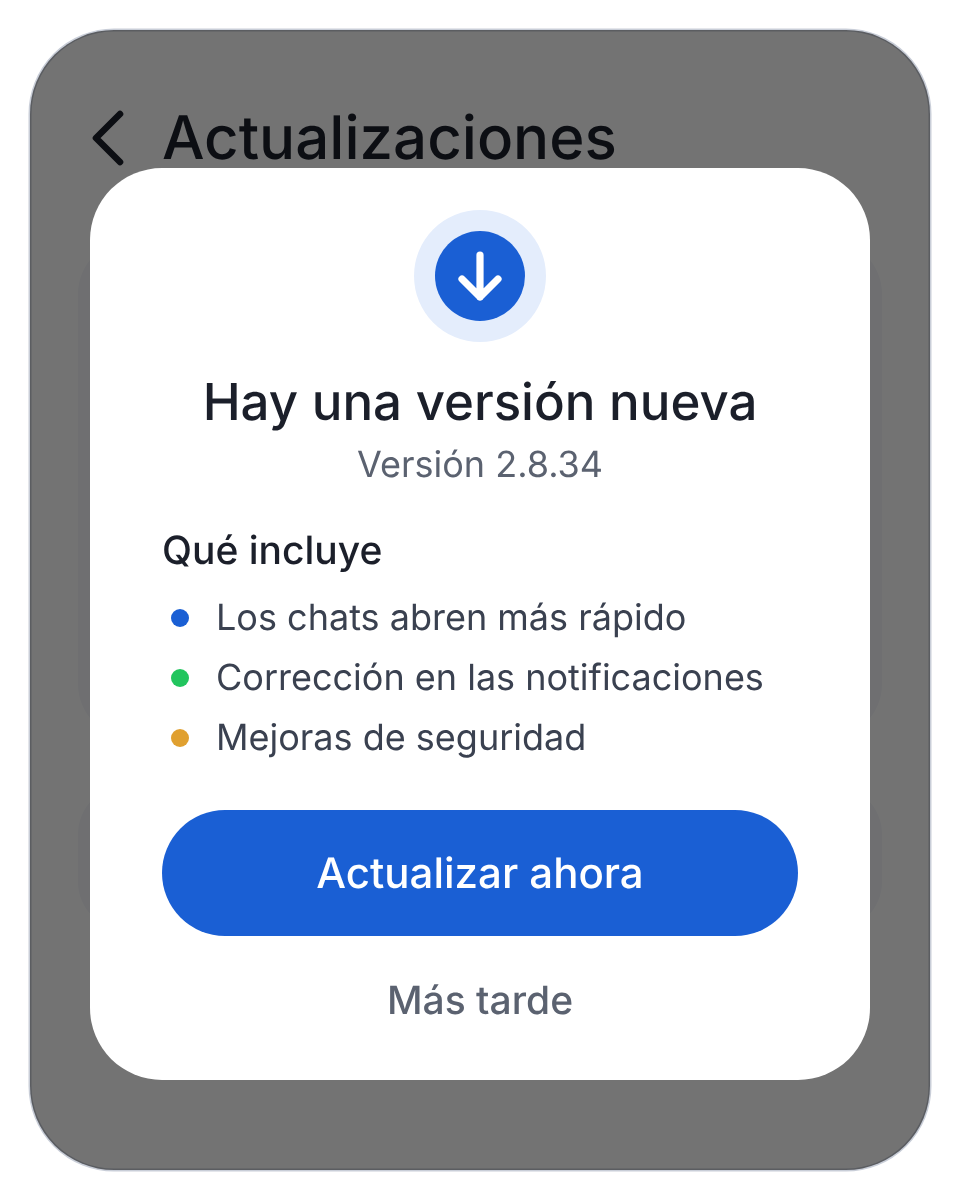 Actualizaciones
Hay una versión nueva
Versión 2.8.34
Qué incluye
Los chats abren más rápido
Corrección en las notificaciones
Mejoras de seguridad
Actualizar ahora
Más tarde